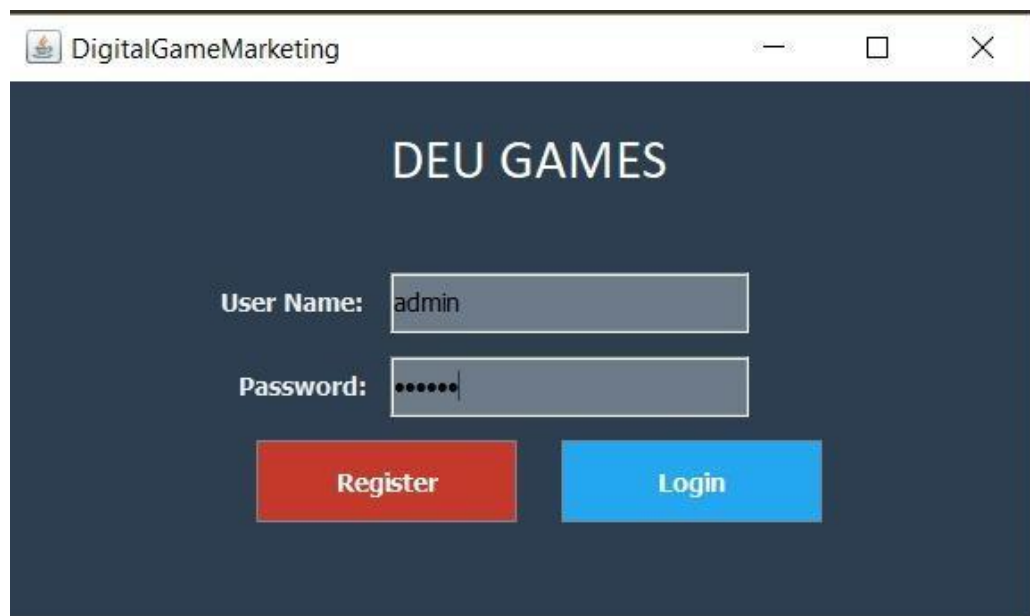 DigitalGameMarketing
DEU GAMES
User Name: admin
Password: ••••••
Register Login